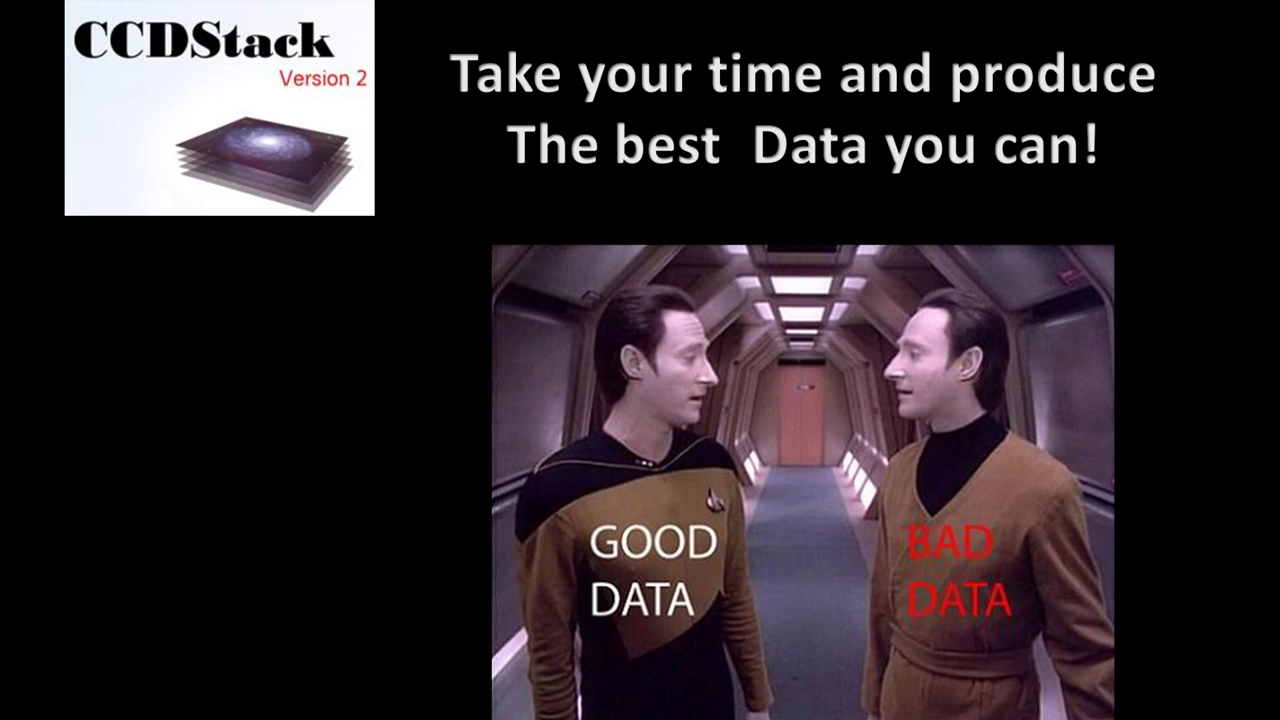 CCDStack
Version 2
Take your time and produce
The best  Data you can!
GOOD
DATA
BAD
DATA